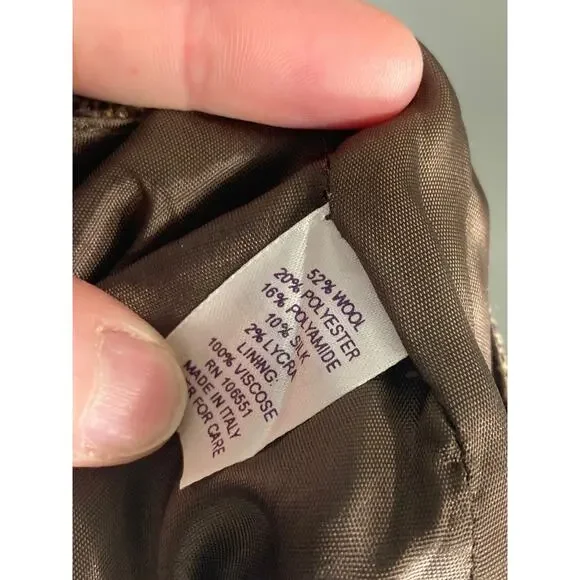 52% WOOL
20% POLYESTER
16% POLYAMIDE
10% SILK
2% LYCRA
LINING:
100% VISCOSE
RN 106551
MADE IN ITALY
FOR CARE